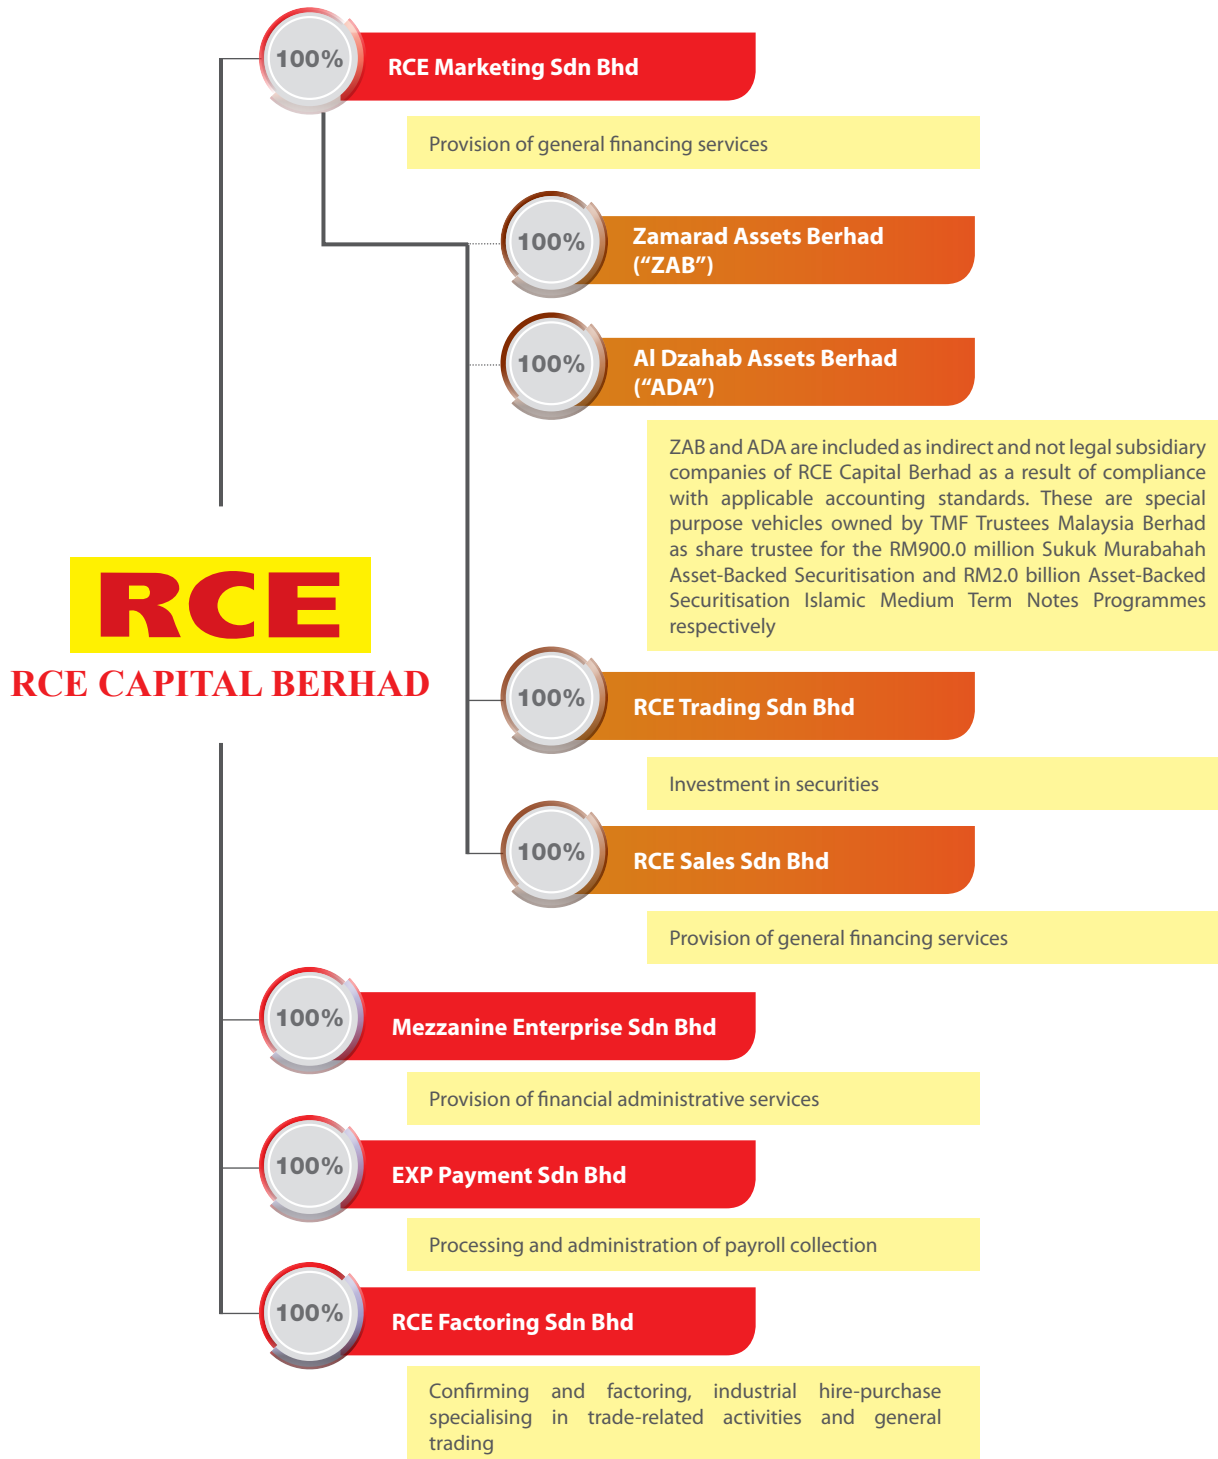 100%
RCE Marketing Sdn Bhd
Provision of general financing services
100%
Zamarad Assets Berhad
(“ZAB”)
100%
Al Dzahab Assets Berhad
(“ADA”)
ZAB and ADA are included as indirect and not legal subsidiary
companies of RCE Capital Berhad as a result of compliance
with applicable accounting standards. These are special
purpose vehicles owned by TMF Trustees Malaysia Berhad
as share trustee for the RM900.0 million Sukuk Murabahah
Asset-Backed Securitisation and RM2.0 billion Asset-Backed
Securitisation Islamic Medium Term Notes Programmes
respectively
RCE
RCE CAPITAL BERHAD
100%
RCE Trading Sdn Bhd
Investment in securities
100%
RCE Sales Sdn Bhd
Provision of general financing services
100%
Mezzanine Enterprise Sdn Bhd
Provision of financial administrative services
100%
EXP Payment Sdn Bhd
Processing and administration of payroll collection
100%
RCE Factoring Sdn Bhd
Confirming and factoring, industrial hire-purchase
specialising in trade-related activities and general
trading